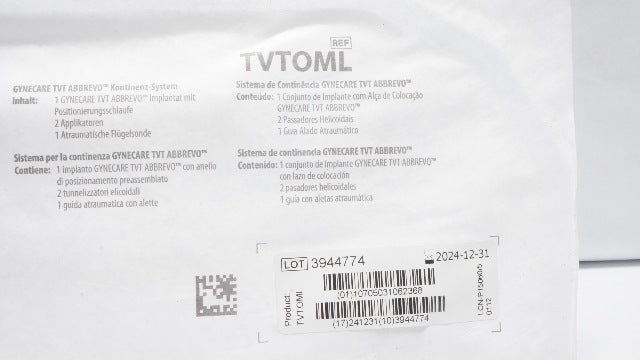 REF
TVTOML
GYNECARE TVT ABBREVO™ Kontinenz-System
Inhalt: 1 GYNECARE TVT ABBREVO™ Implantat mit
Positionierungsschlaufe
2 Applikatoren
1 Atraumatische Flügelsonde
Sistema per la continenza GYNECARE TVT ABBREVO™
Contiene: 1 impianto GYNECARE TVT ABBREVO™ con anello
di posizionamento preassemblato
2 tunnelizzatori elicoidali
1 guida atraumatica con alette
Sistema de Continência GYNECARE TVT ABBREVO™
Conteúdo: 1 Conjunto de Implante com Alça de Colocação
GYNECARE TVT ABBREVO™
2 Passadores Helicoidais
1 Guia Alado Atraumático
Sistema de continencia GYNECARE TVT ABBREVO™
Contenido: 1 conjunto de implante GYNECARE TVT ABBREVO™
con lazo de colocación
2 pasadores helicoidales
1 guía con aletas atraumática
LOT 3944774
2024-12-31
Product.
TVTOML
(01)10705031062368
(17)241231(10)3944774
0112